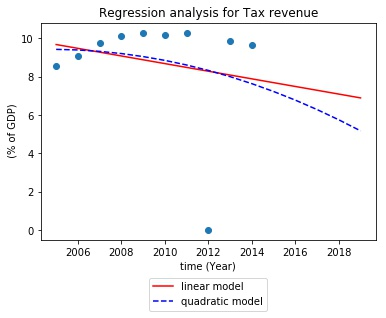 Regression analysis for Tax revenue
10
8
6
4
2
0
(% of GDP)
2006 2008 2010 2012 2014 2016 2018
time (Year)
linear model
quadratic model